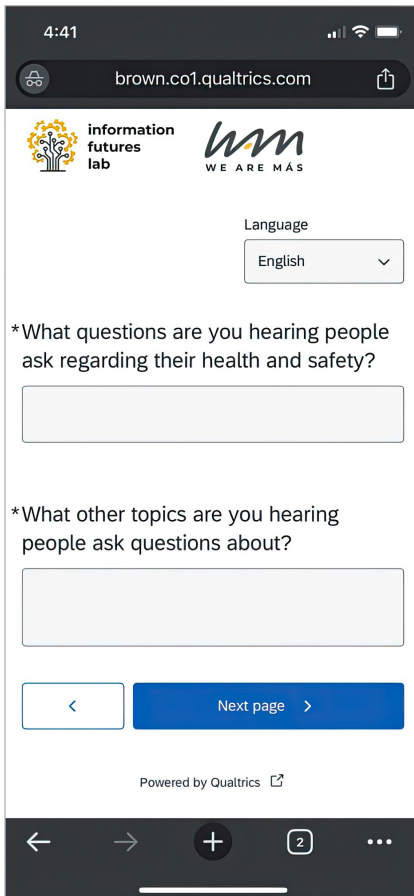 4:41
brown.co1.qualtrics.com
information
futures
lab
WE ARE MÁS
Language
English
*What questions are you hearing people
ask regarding their health and safety?
*What other topics are you hearing
people ask questions about?
Next page
Powered by Qualtrics
2